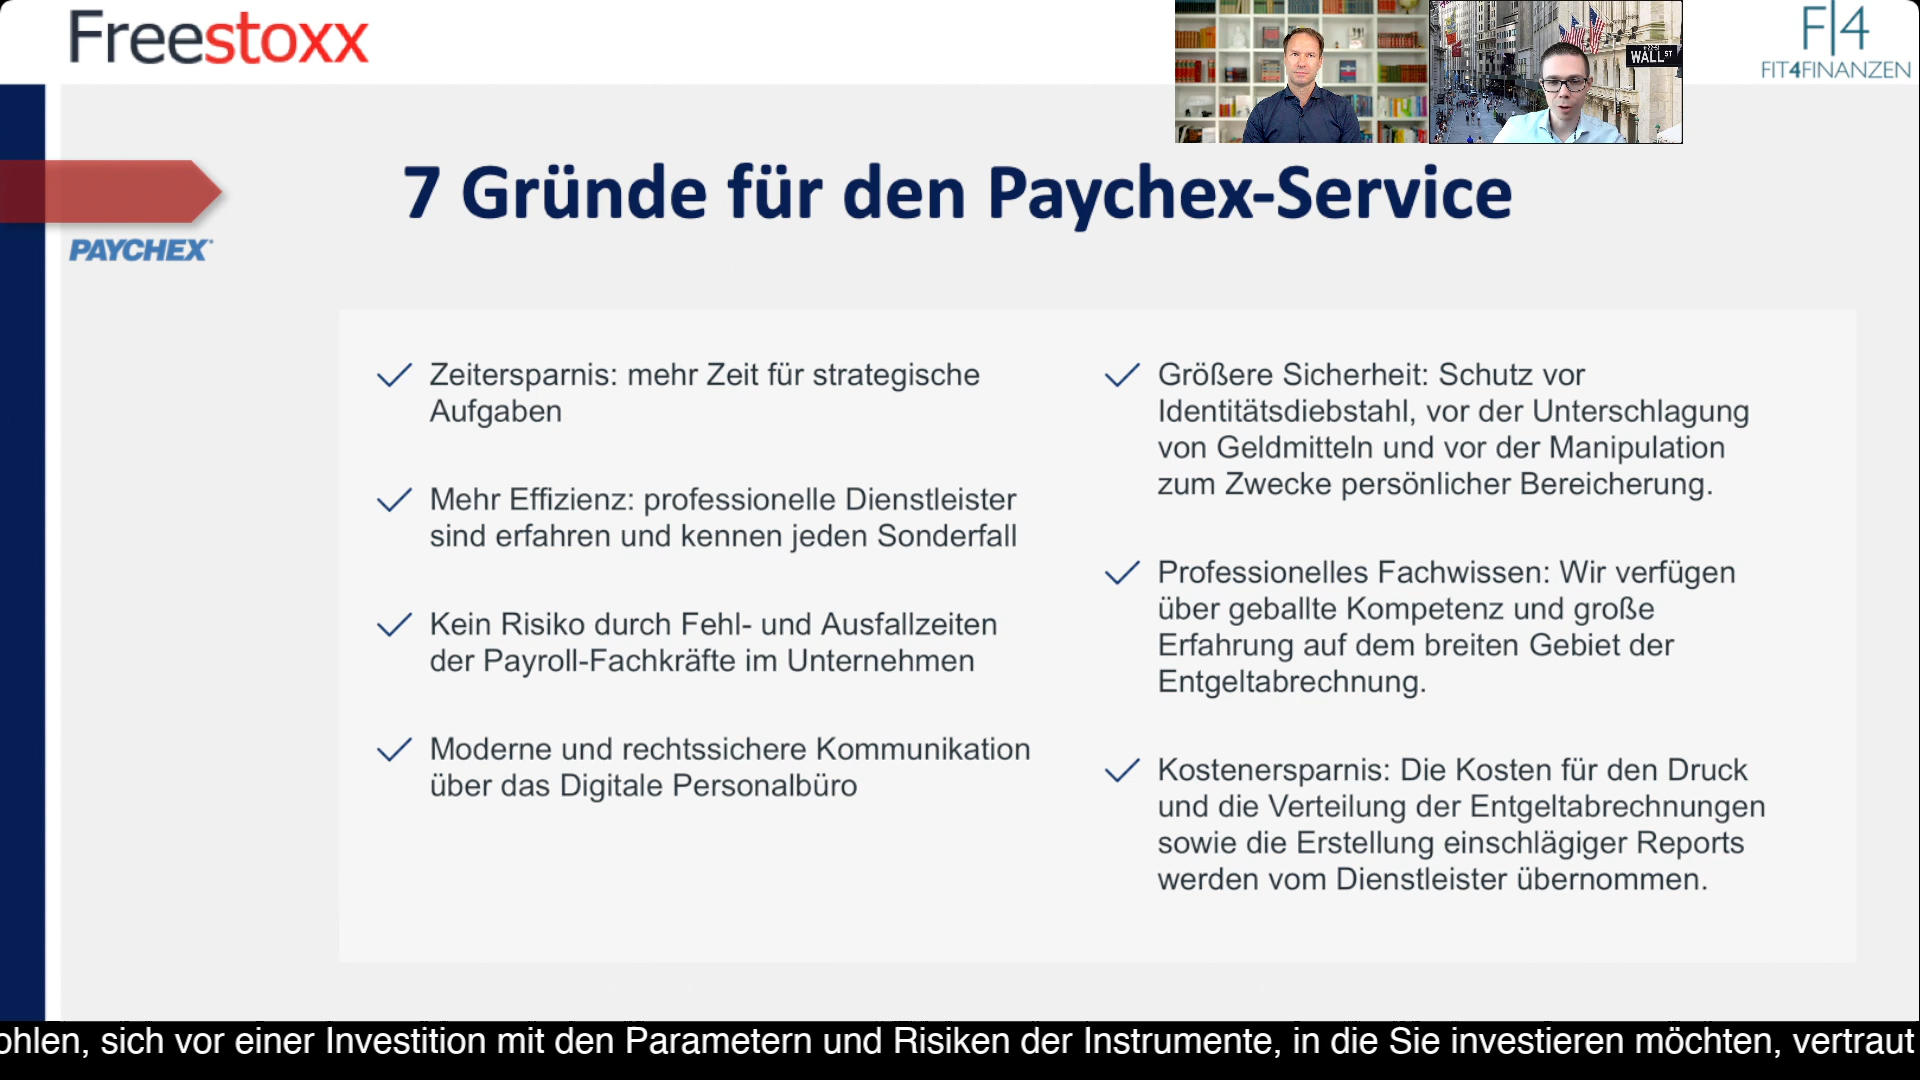 Freestoxx
WALL ST
F|4
FIT4FINANZEN
7 Gründe für den Paychex-Service
PAYCHEX
Zeitersparnis: mehr Zeit für strategische
Aufgaben
Mehr Effizienz: professionelle Dienstleister
sind erfahren und kennen jeden Sonderfall
Kein Risiko durch Fehl- und Ausfallzeiten
der Payroll-Fachkräfte im Unternehmen
Moderne und rechtssichere Kommunikation
über das Digitale Personalbüro
Größere Sicherheit: Schutz vor
Identitätsdiebstahl, vor der Unterschlagung
von Geldmitteln und vor der Manipulation
zum Zwecke persönlicher Bereicherung.
Professionelles Fachwissen: Wir verfügen
über geballte Kompetenz und große
Erfahrung auf dem breiten Gebiet der
Entgeltabrechnung.
Kostenersparnis: Die Kosten für den Druck
und die Verteilung der Entgeltabrechnungen
sowie die Erstellung einschlägiger Reports
werden vom Dienstleister übernommen.
ohlen, sich vor einer Investition mit den Parametern und Risiken der Instrumente, in die Sie investieren möchten, vertraut